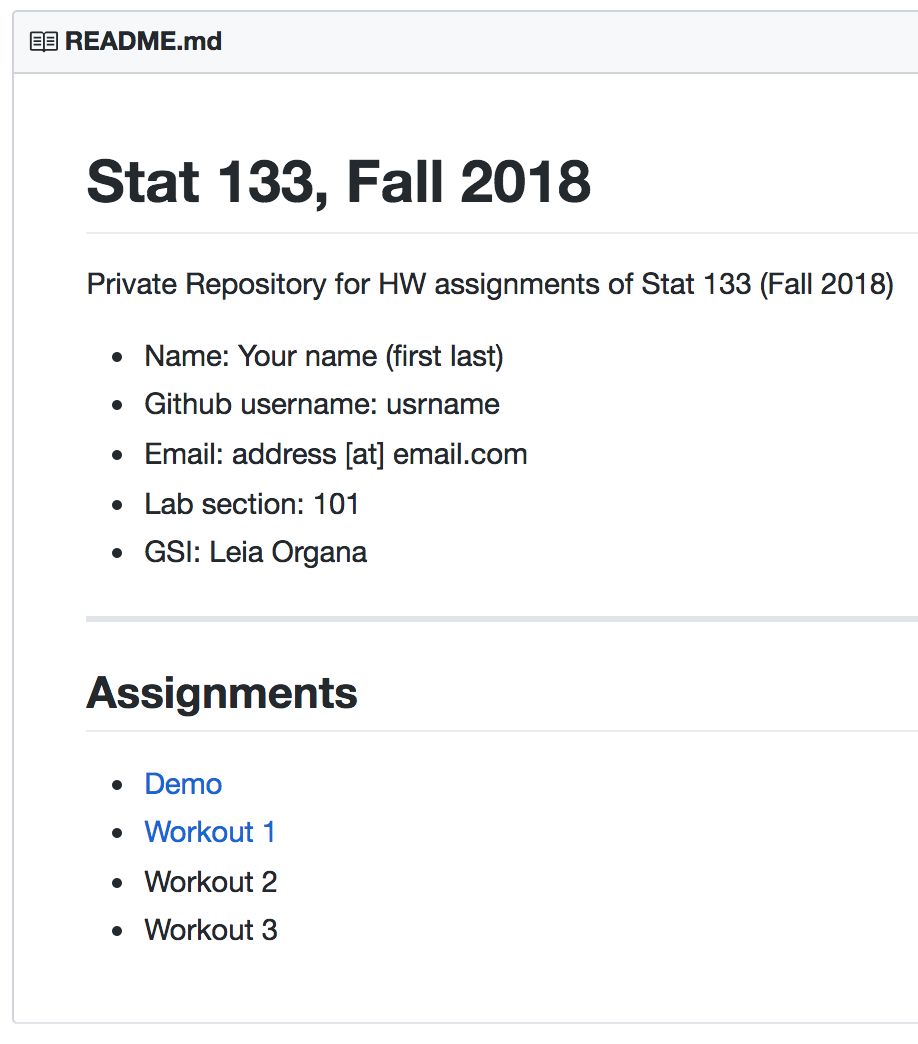 README.md
Stat 133, Fall 2018
Private Repository for HW assignments of Stat 133 (Fall 2018)
• Name: Your name (first last)
• Github username: usrname
• Email: address [at] email.com
• Lab section: 101
• GSI: Leia Organa
Assignments
• Demo
• Workout 1
• Workout 2
• Workout 3